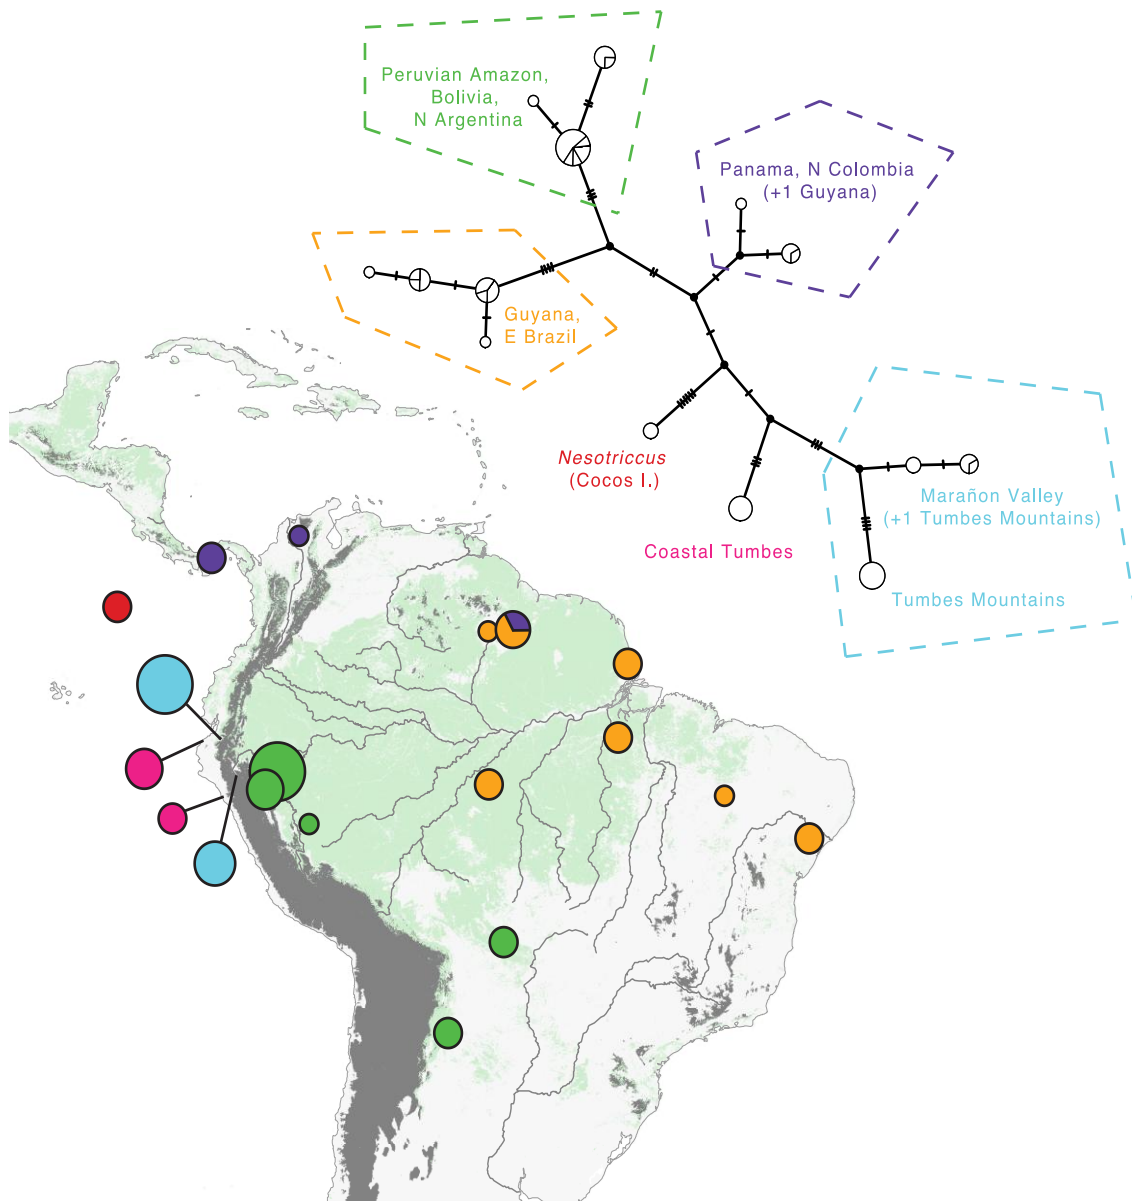 Peruvian Amazon,
Bolivia,
N Argentina
Panama, N Colombia
(+1 Guyana)
Guyana,
E Brazil
Nesotriccus
(Cocos I.)
Marañon Valley
(+1 Tumbes Mountains)
Coastal Tumbes
Tumbes Mountains